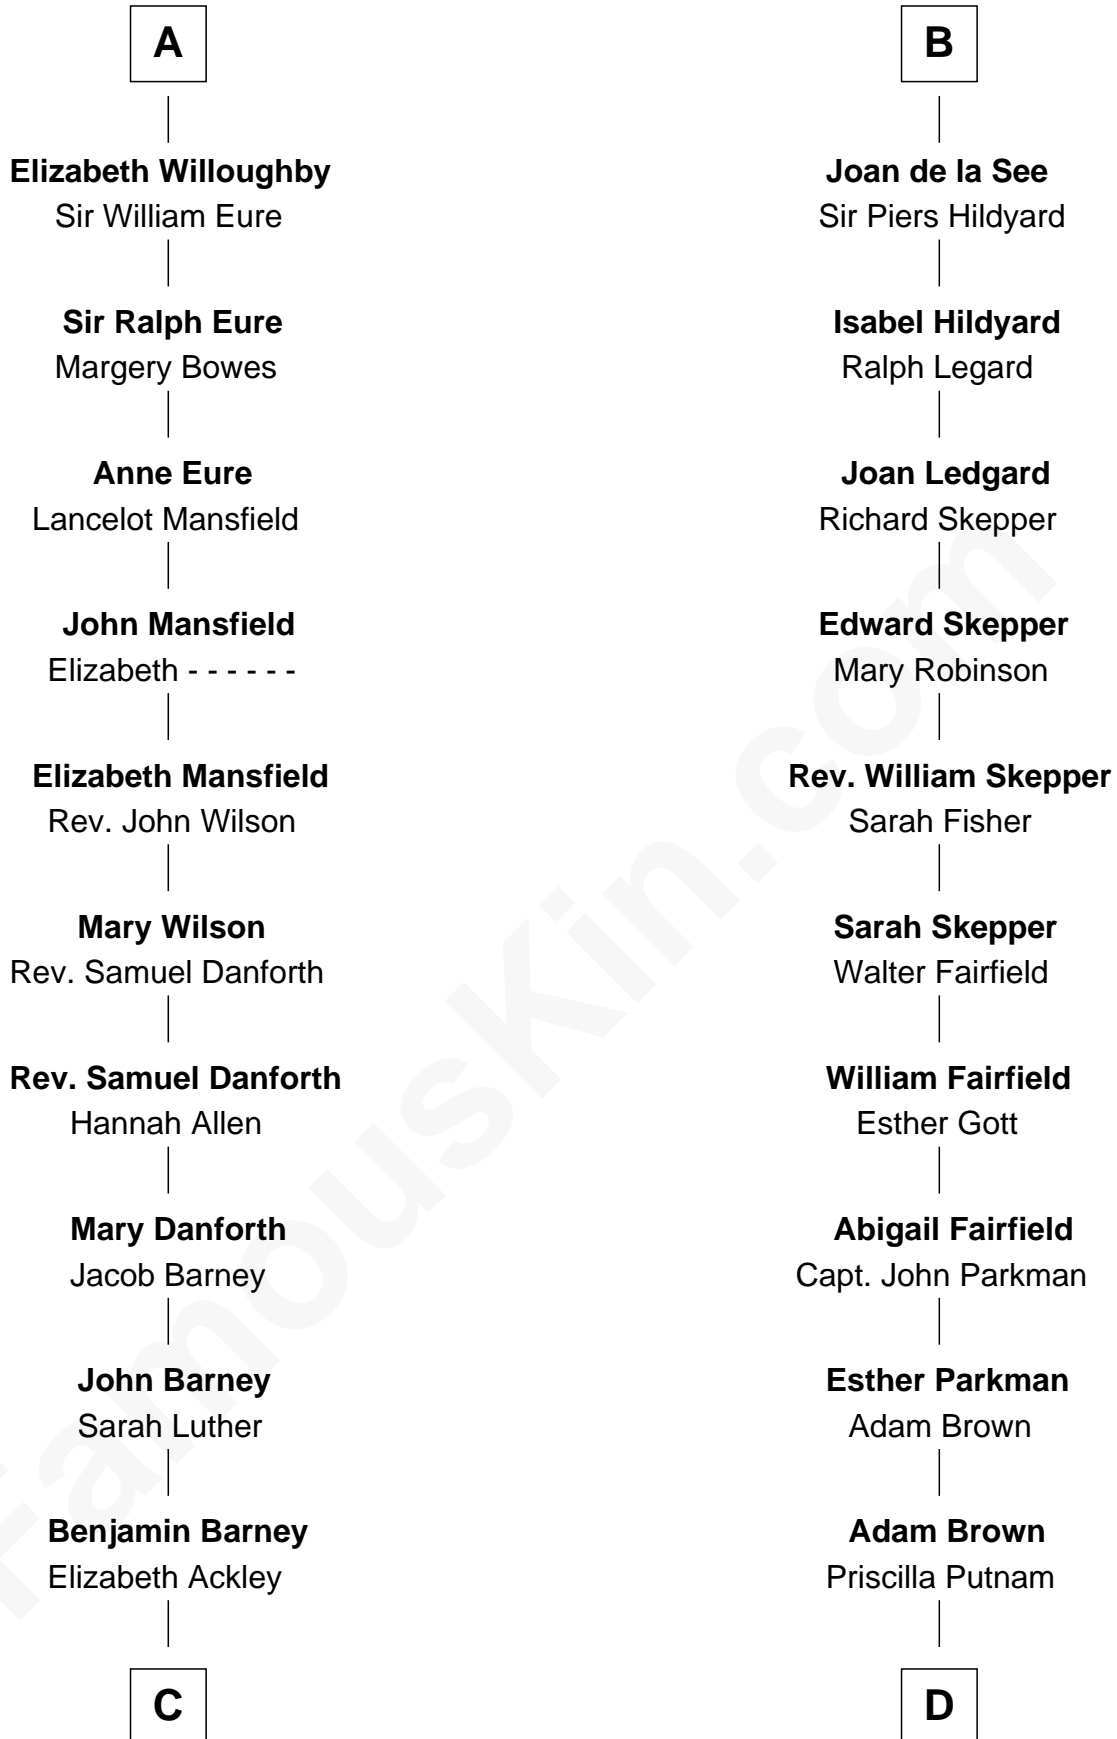 A
Elizabeth Willoughby
Sir William Eure
Sir Ralph Eure
Margery Bowes
Anne Eure
Lancelot Mansfield
John Mansfield
Elizabeth - - - - - -
Elizabeth Mansfield
Rev. John Wilson
Mary Wilson
Rev. Samuel Danforth
Rev. Samuel Danforth
Hannah Allen
Mary Danforth
Jacob Barney
John Barney
Sarah Luther
Benjamin Barney
Elizabeth Ackley
C
B
Joan de la See
Sir Piers Hildyard
Isabel Hildyard
Ralph Legard
Joan Ledgard
Richard Skepper
Edward Skepper
Mary Robinson
Rev. William Skepper
Sarah Fisher
Sarah Skepper
Walter Fairfield
William Fairfield
Esther Gott
Abigail Fairfield
Capt. John Parkman
Esther Parkman
Adam Brown
Adam Brown
Priscilla Putnam
D
FamousKin.com